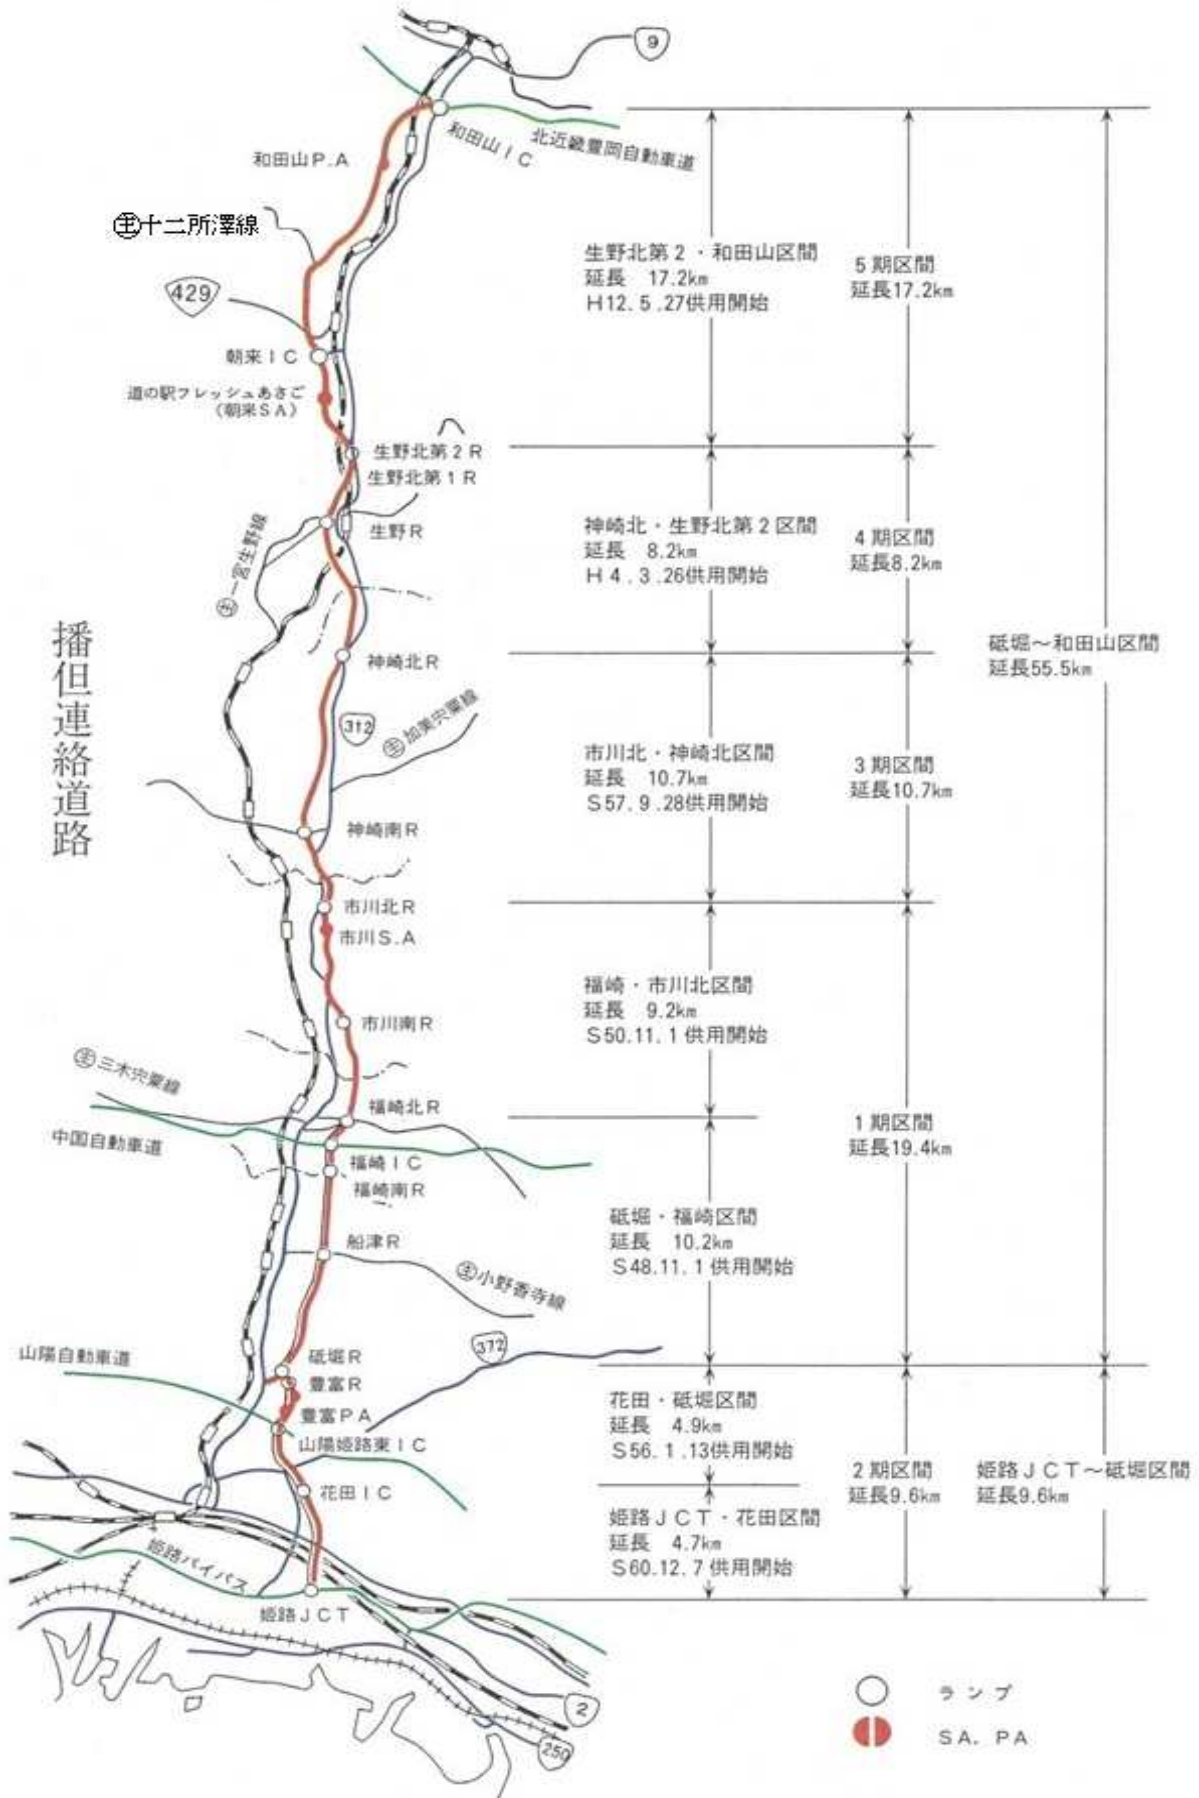 播但連絡道路
9
和田山IC
北近畿豊岡自動車道
和田山P.A
主十二所澤線
429
朝来IC
道の駅フレッシュあさご
(朝来SA)
生野北第2R
生野北第1R
生野R
主一宮生野線
神崎北R
312
主加美宍粟線
神崎南R
市川北R
市川S.A
市川南R
主三木宍粟線
福崎北R
中国自動車道
福崎IC
福崎南R
船津R
主小野香寺線
372
山陽自動車道
砥堀R
豊富R
豊富PA
山陽姫路東IC
花田IC
姫路バイパス
姫路JCT
2
250
生野北第2・和田山区間
延長 17.2km
H12.5.27供用開始
5期区間
延長17.2km
神崎北・生野北第2区間
延長 8.2km
H4.3.26供用開始
4期区間
延長8.2km
砥堀～和田山区間
延長55.5km
市川北・神崎北区間
延長 10.7km
S57.9.28供用開始
3期区間
延長10.7km
福崎・市川北区間
延長 9.2km
S50.11.1供用開始
1期区間
延長19.4km
砥堀・福崎区間
延長 10.2km
S48.11.1供用開始
花田・砥堀区間
延長 4.9km
S56.1.13供用開始
2期区間
延長9.6km
姫路JCT～砥堀区間
延長9.6km
姫路JCT・花田区間
延長 4.7km
S60.12.7供用開始
ランプ
SA. PA